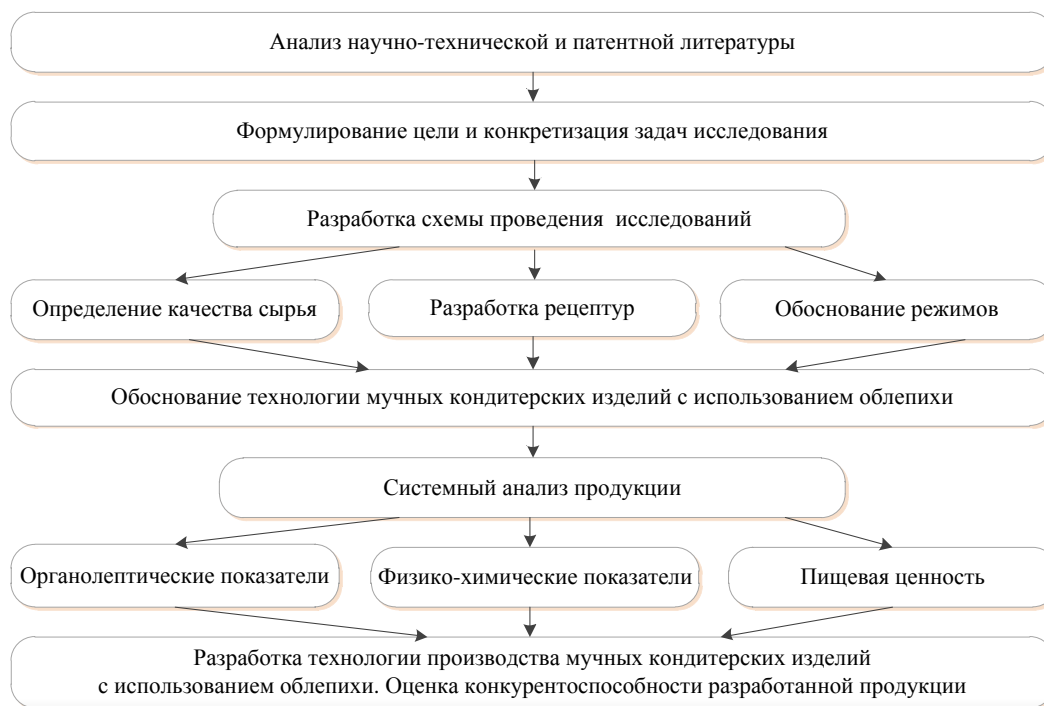 Анализ научно-технической и патентной литературы
Формулирование цели и конкретизация задач исследования
Разработка схемы проведения исследований
Определение качества сырья
Разработка рецептур
Обоснование режимов
Обоснование технологии мучных кондитерских изделий с использованием облепихи
Системный анализ продукции
Органолептические показатели
Физико-химические показатели
Пищевая ценность
Разработка технологии производства мучных кондитерских изделий
с использованием облепихи. Оценка конкурентоспособности разработанной продукции